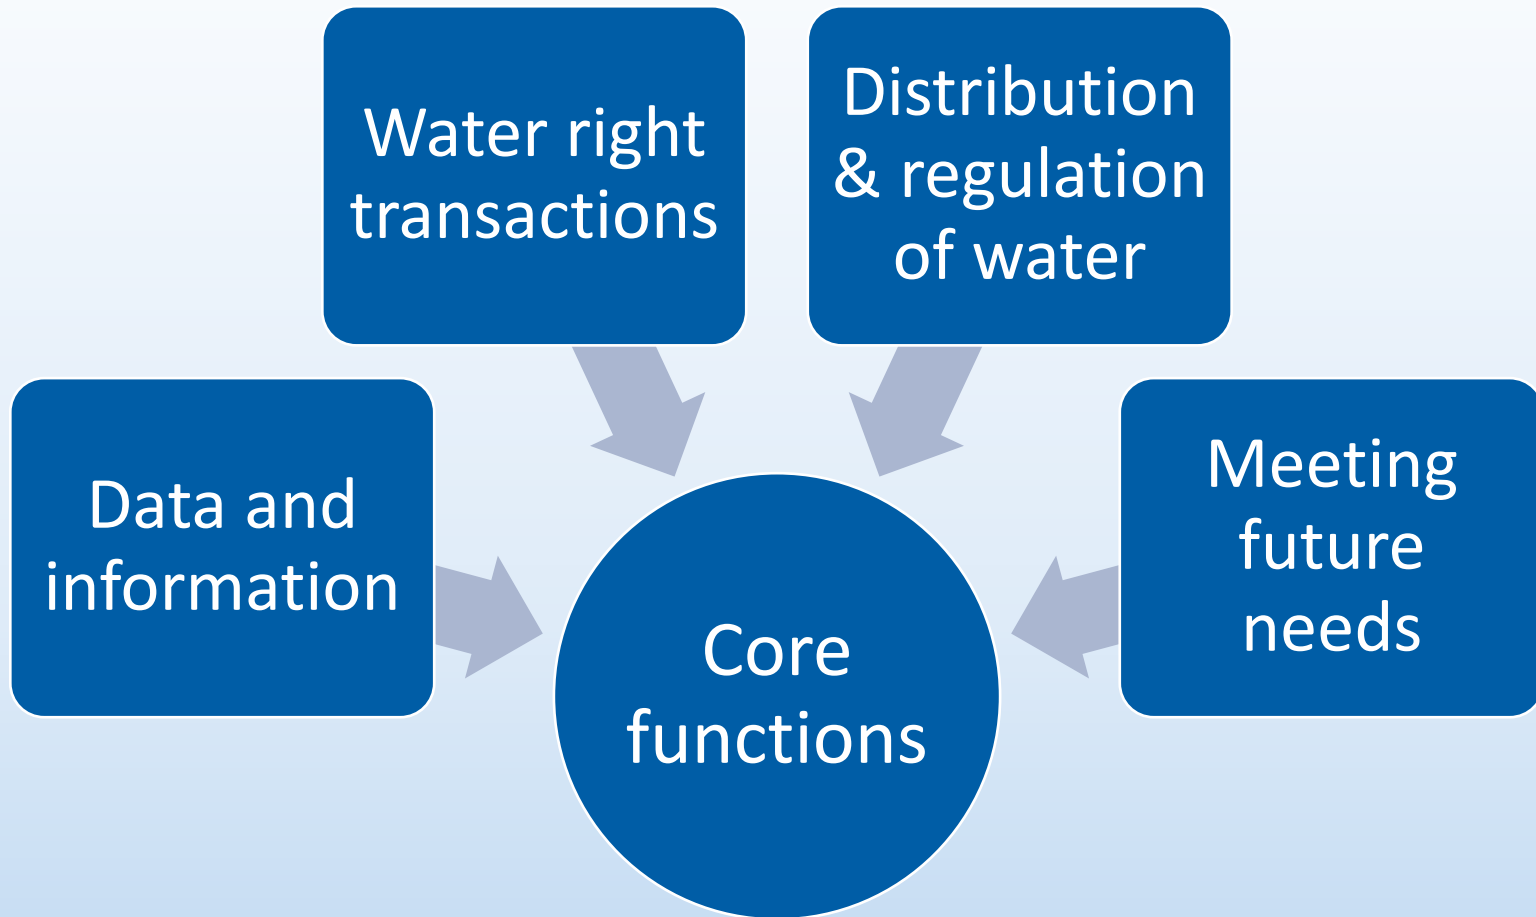 Water right
transactions
Distribution
& regulation
of water
Data and
information
Meeting
future
needs
Core
functions